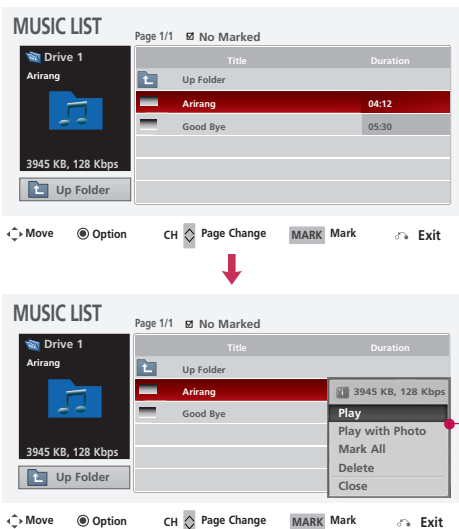 MUSIC LIST
Page 1/1 No Marked
Drive 1
Arirang
3945 KB, 128 Kbps
Up Folder
Title Duration
Up Folder
Arirang 04:12
Good Bye 05:30
Move Option CH Page Change MARK Mark Exit
MUSIC LIST
Page 1/1 No Marked
Drive 1
Arirang
3945 KB, 128 Kbps
Up Folder
Title Duration
Up Folder
Arirang
Good Bye
3945 KB, 128 Kbps
Play
Play with Photo
Mark All
Delete
Close
Move Option CH Page Change MARK Mark Exit